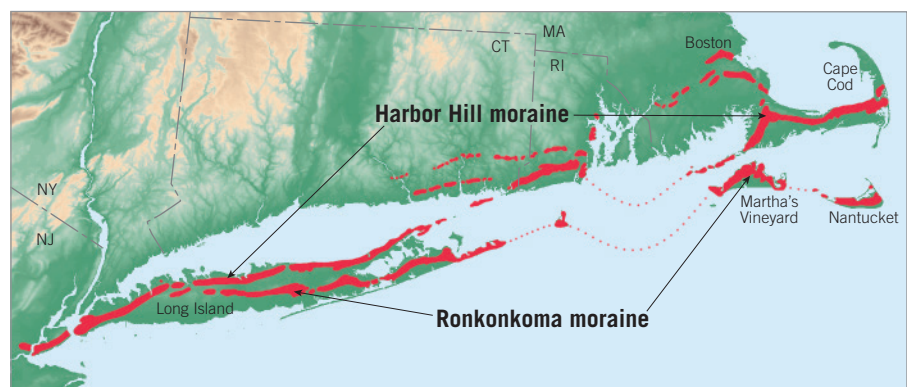 MA
CT
RI
Boston
Cape
Cod
Harbor Hill moraine
NY
NJ
Martha's
Vineyard
Nantucket
Long Island
Ronkonkoma moraine